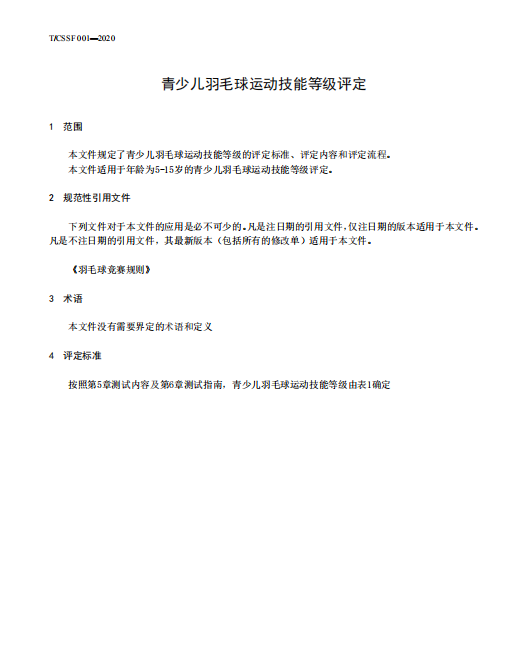 T/CSSF 001—2020
青少儿羽毛球运动技能等级评定
1 范围
本文件规定了青少儿羽毛球运动技能等级的评定标准、评定内容和评定流程。
本文件适用于年龄为5-15岁的青少儿羽毛球运动技能等级评定。
2 规范性引用文件
下列文件对于本文件的应用是必不可少的。凡是注日期的引用文件,仅注日期的版本适用于本文件。
凡是不注日期的引用文件，其最新版本（包括所有的修改单）适用于本文件。
《羽毛球竞赛规则》
3 术语
本文件没有需要界定的术语和定义
4 评定标准
按照第5章测试内容及第6章测试指南，青少儿羽毛球运动技能等级由表1确定